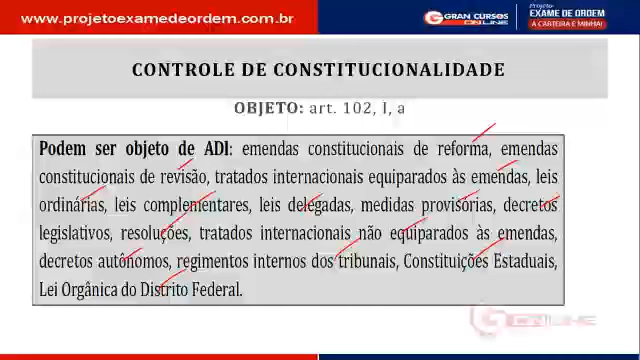 www.projetoexamedeordem.com.br
GRAN CURSOS
ONLINE
Projeto
EXAME DE ORDEM
A CARTEIRA É MINHA!
CONTROLE DE CONSTITUCIONALIDADE
OBJETO: art. 102, I, a
Podem ser objeto de ADI: emendas constitucionais de reforma, emendas
constitucionais de revisão, tratados internacionais equiparados às emendas, leis
ordinárias, leis complementares, leis delegadas, medidas provisórias, decretos
legislativos, resoluções, tratados internacionais não equiparados às emendas,
decretos autônomos, regimentos internos dos tribunais, Constituições Estaduais,
Lei Orgânica do Distrito Federal.
ONLINE